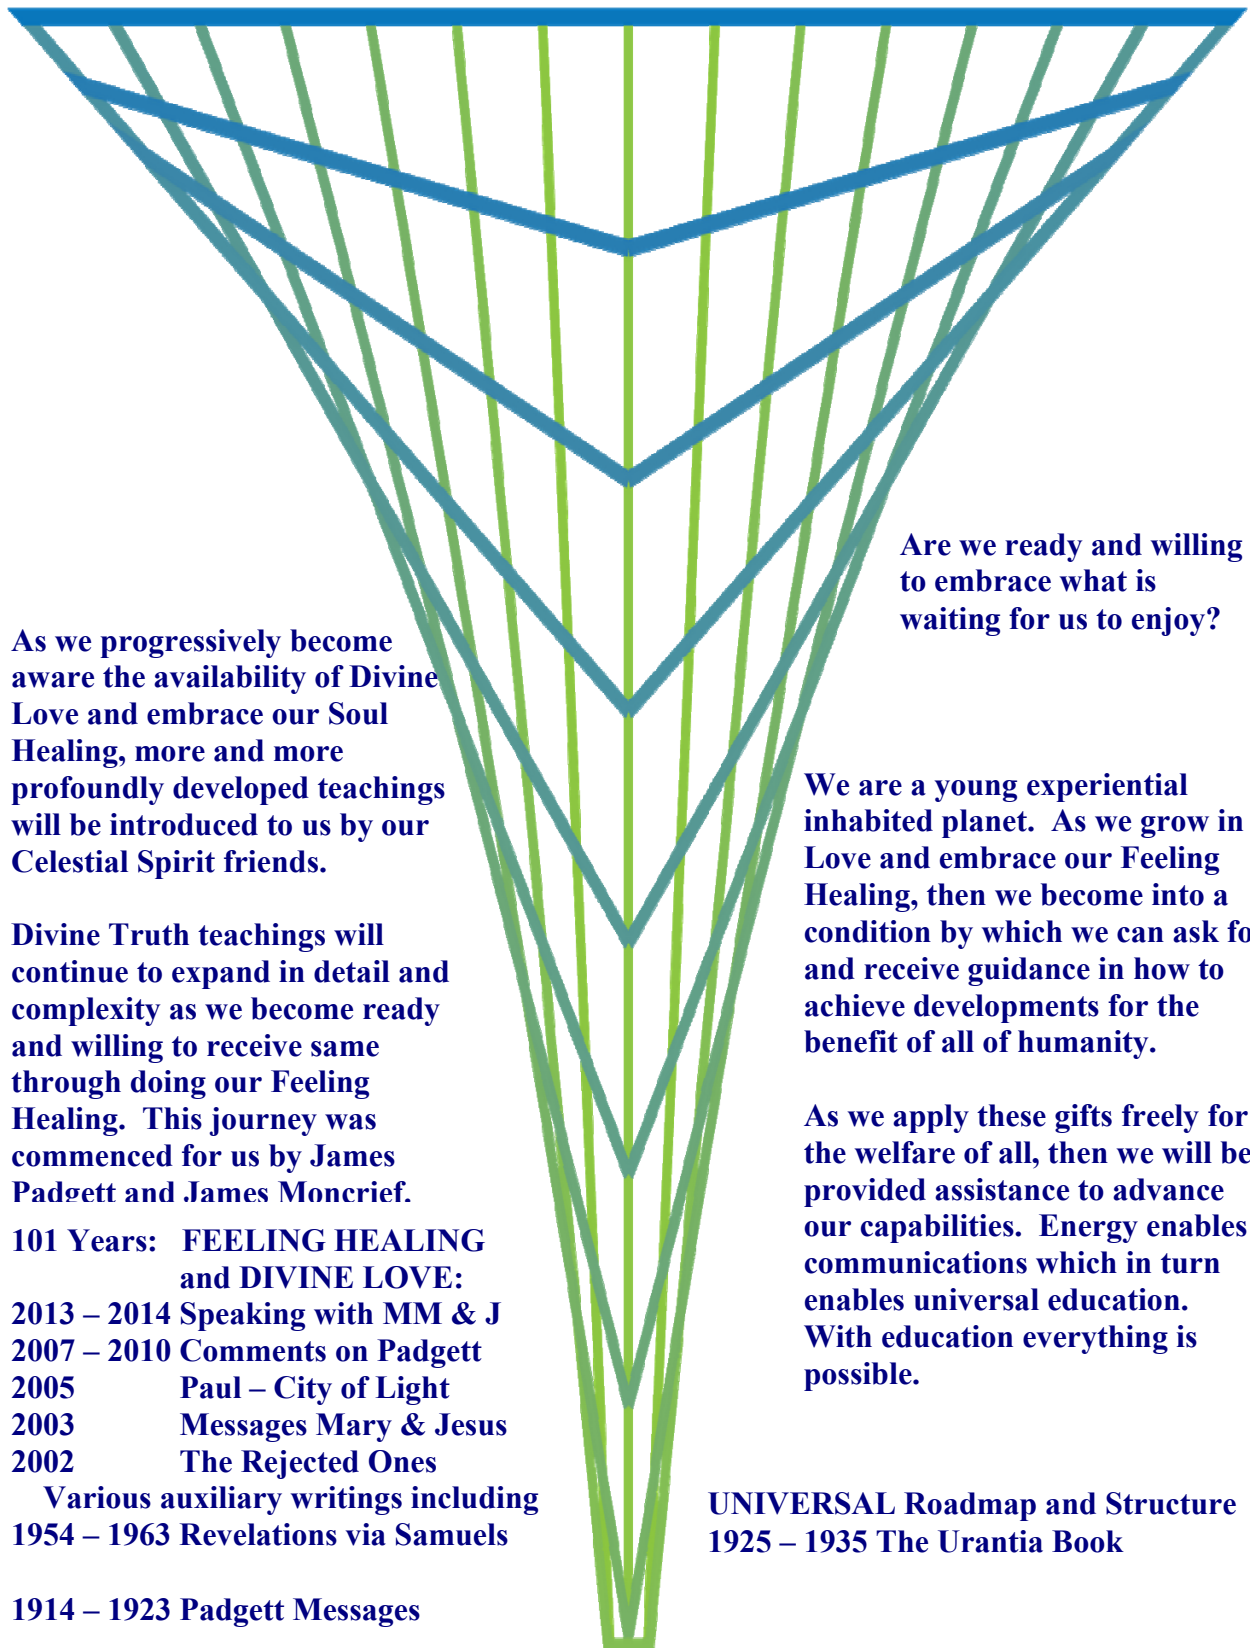 Are we ready and willing
to embrace what is
waiting for us to enjoy?
As we progressively become
aware the availability of Divine
Love and embrace our Soul
Healing, more and more
profoundly developed teachings
will be introduced to us by our
Celestial Spirit friends.
Divine Truth teachings will
continue to expand in detail and
complexity as we become ready
and willing to receive same
through doing our Feeling
Healing.  This journey was
commenced for us by James
Padgett and James Moncrief.
We are a young experiential
inhabited planet.  As we grow in
Love and embrace our Feeling
Healing, then we become into a
condition by which we can ask fo
and receive guidance in how to
achieve developments for the
benefit of all of humanity.
As we apply these gifts freely for
the welfare of all, then we will be
provided assistance to advance
our capabilities.  Energy enables
communications which in turn
enables universal education.
With education everything is
possible.
101 Years:   FEELING HEALING
and DIVINE LOVE:
2013 – 2014 Speaking with MM & J
2007 – 2010 Comments on Padgett
2005 Paul – City of Light
2003 Messages Mary & Jesus
2002 The Rejected Ones
Various auxiliary writings including
1954 – 1963 Revelations via Samuels
1914 – 1923 Padgett Messages
UNIVERSAL Roadmap and Structure
1925 – 1935 The Urantia Book